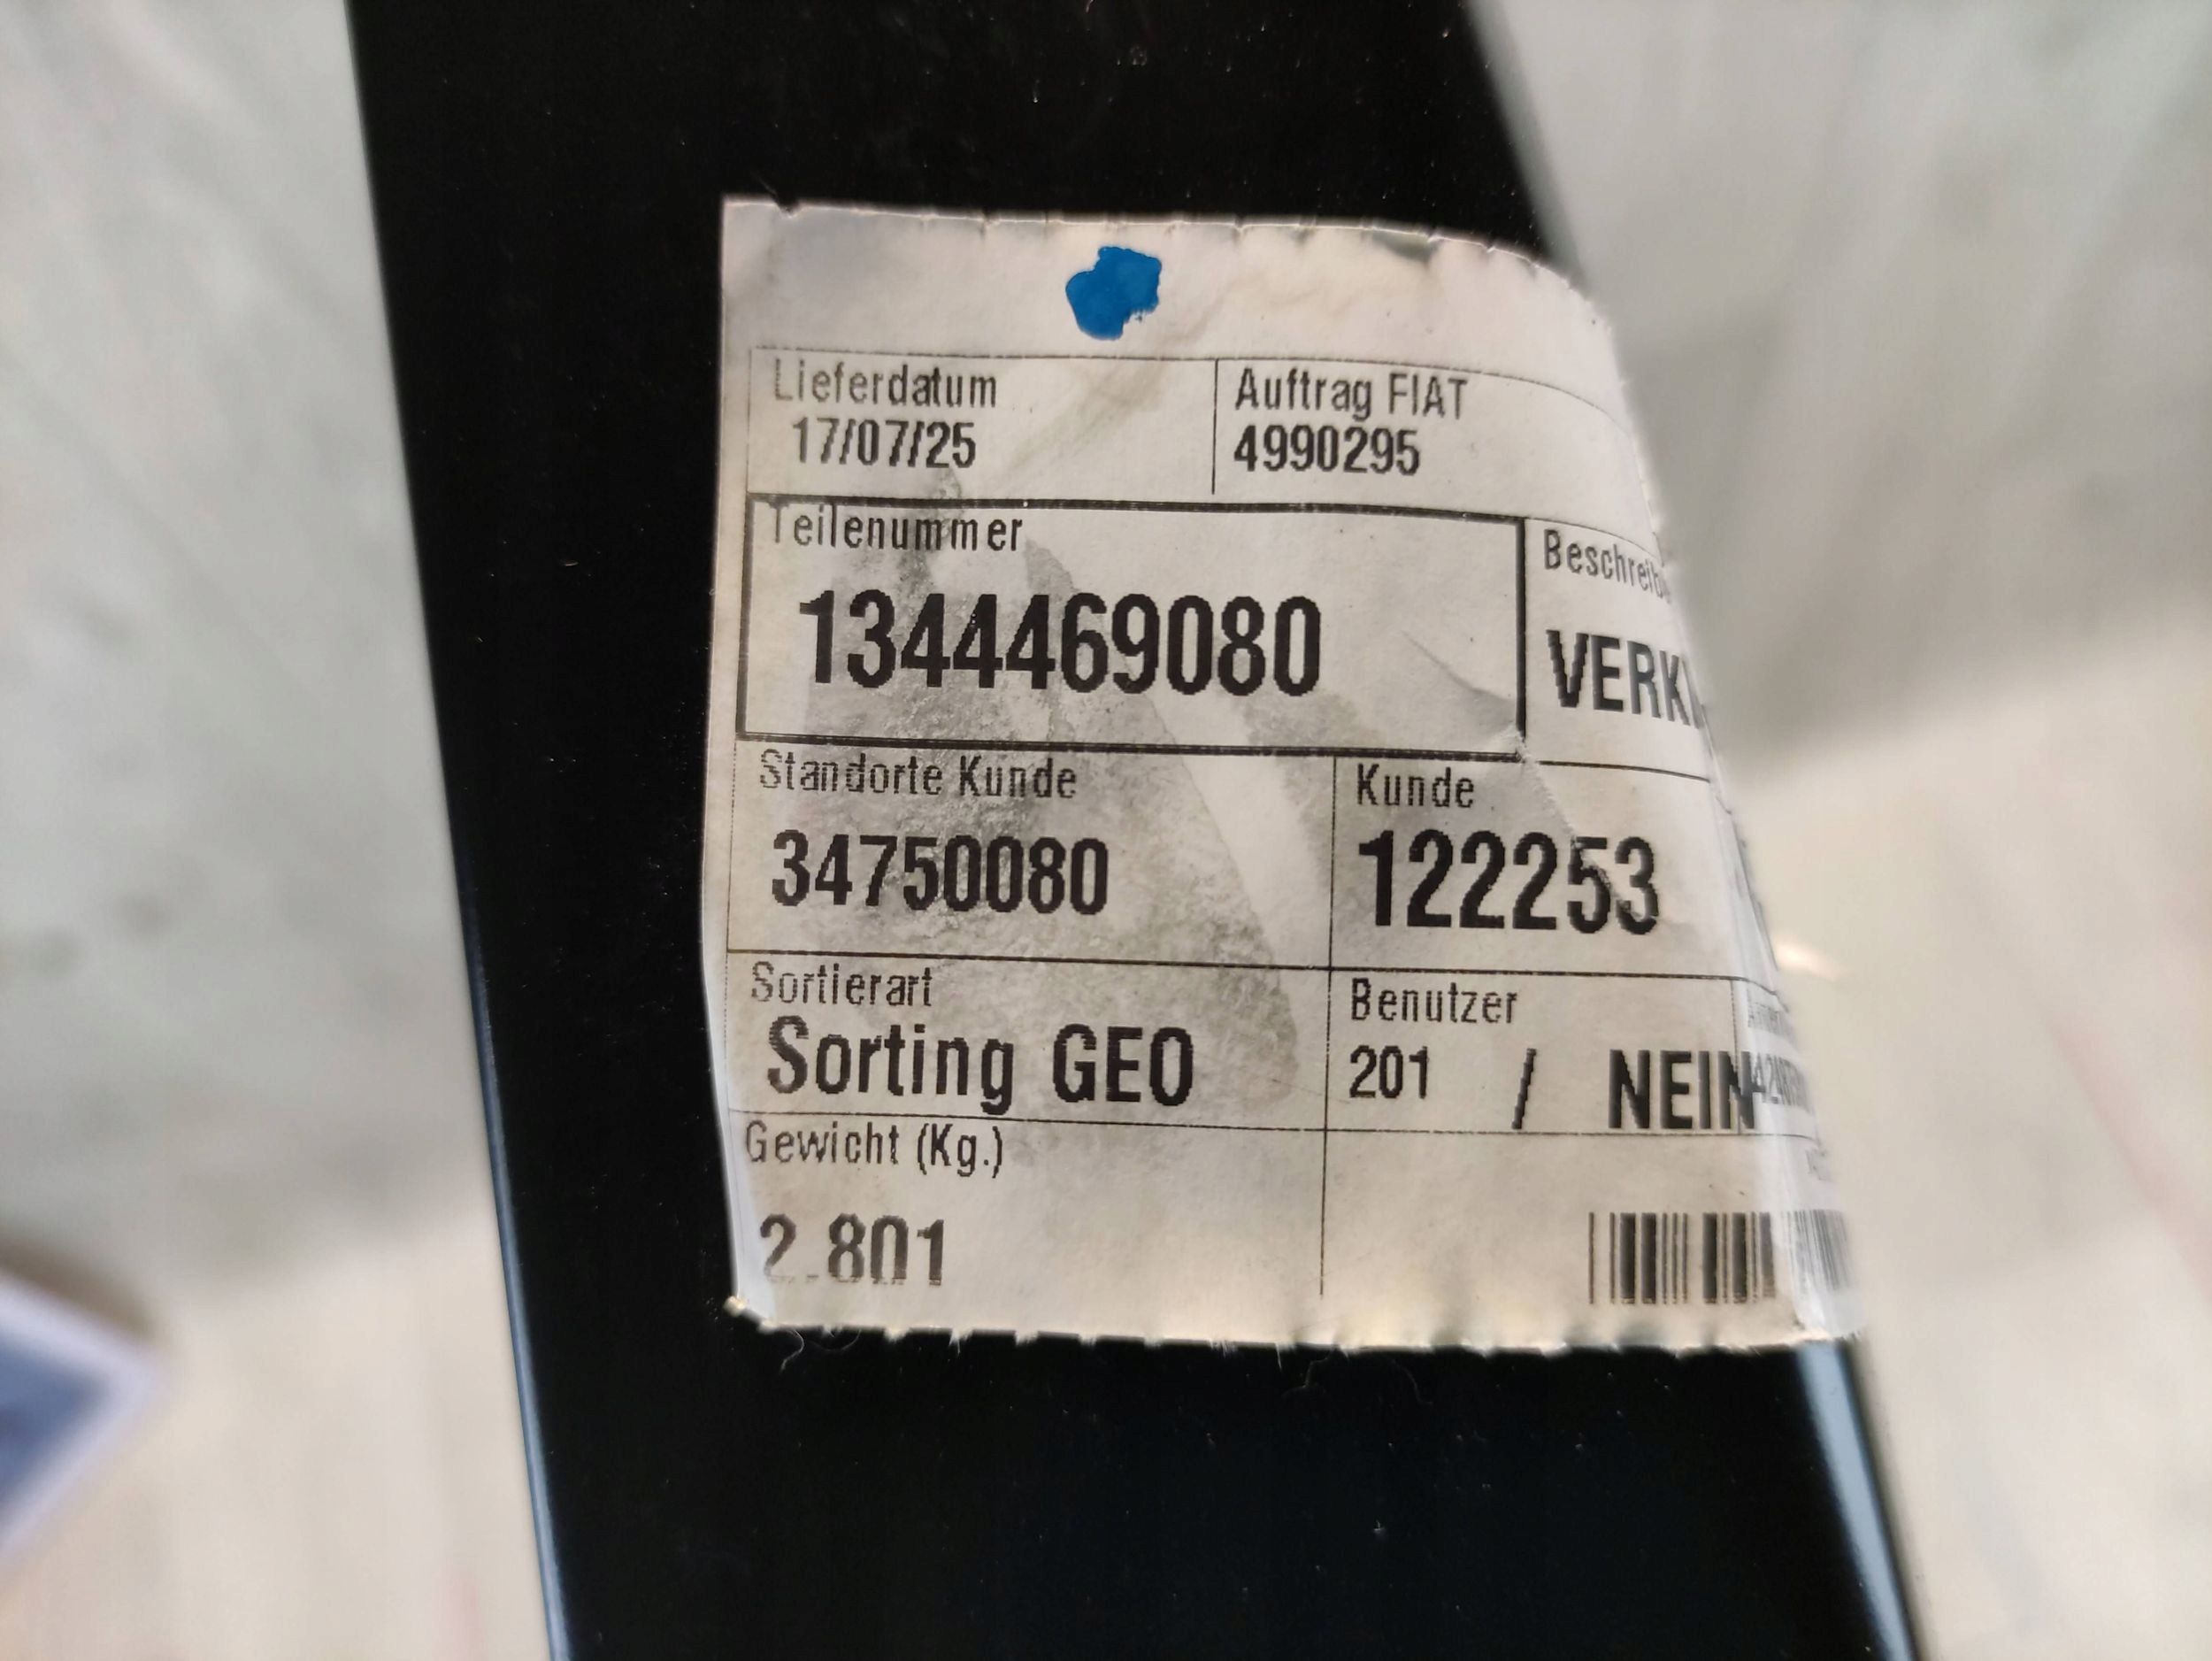 Lieferdatum
17/07/25
Auftrag FIAT
4990295
Teilenummer
1344469080
Standorte Kunde
34750080
Kunde
122253
Sortierart
Sorting GEO
Benutzer
201 / NEIN
Gewicht (Kg.)
2.801